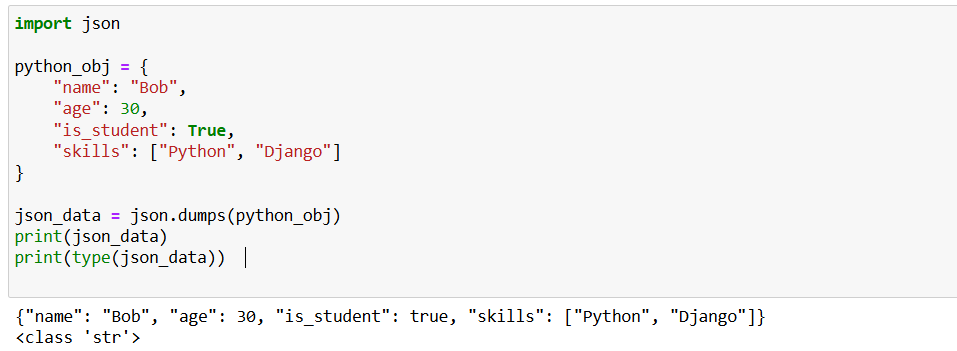 import json
python_obj = {
    "name": "Bob",
    "age": 30,
    "is_student": True,
    "skills": ["Python", "Django"]
}
json_data = json.dumps(python_obj)
print(json_data)
print(type(json_data))
{"name": "Bob", "age": 30, "is_student": true, "skills": ["Python", "Django"]}
<class 'str'>